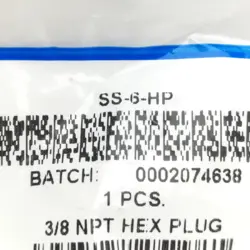 SS-6-HP
BATCH: 0002074638
1 PCS.
3/8 NPT HEX PLUG